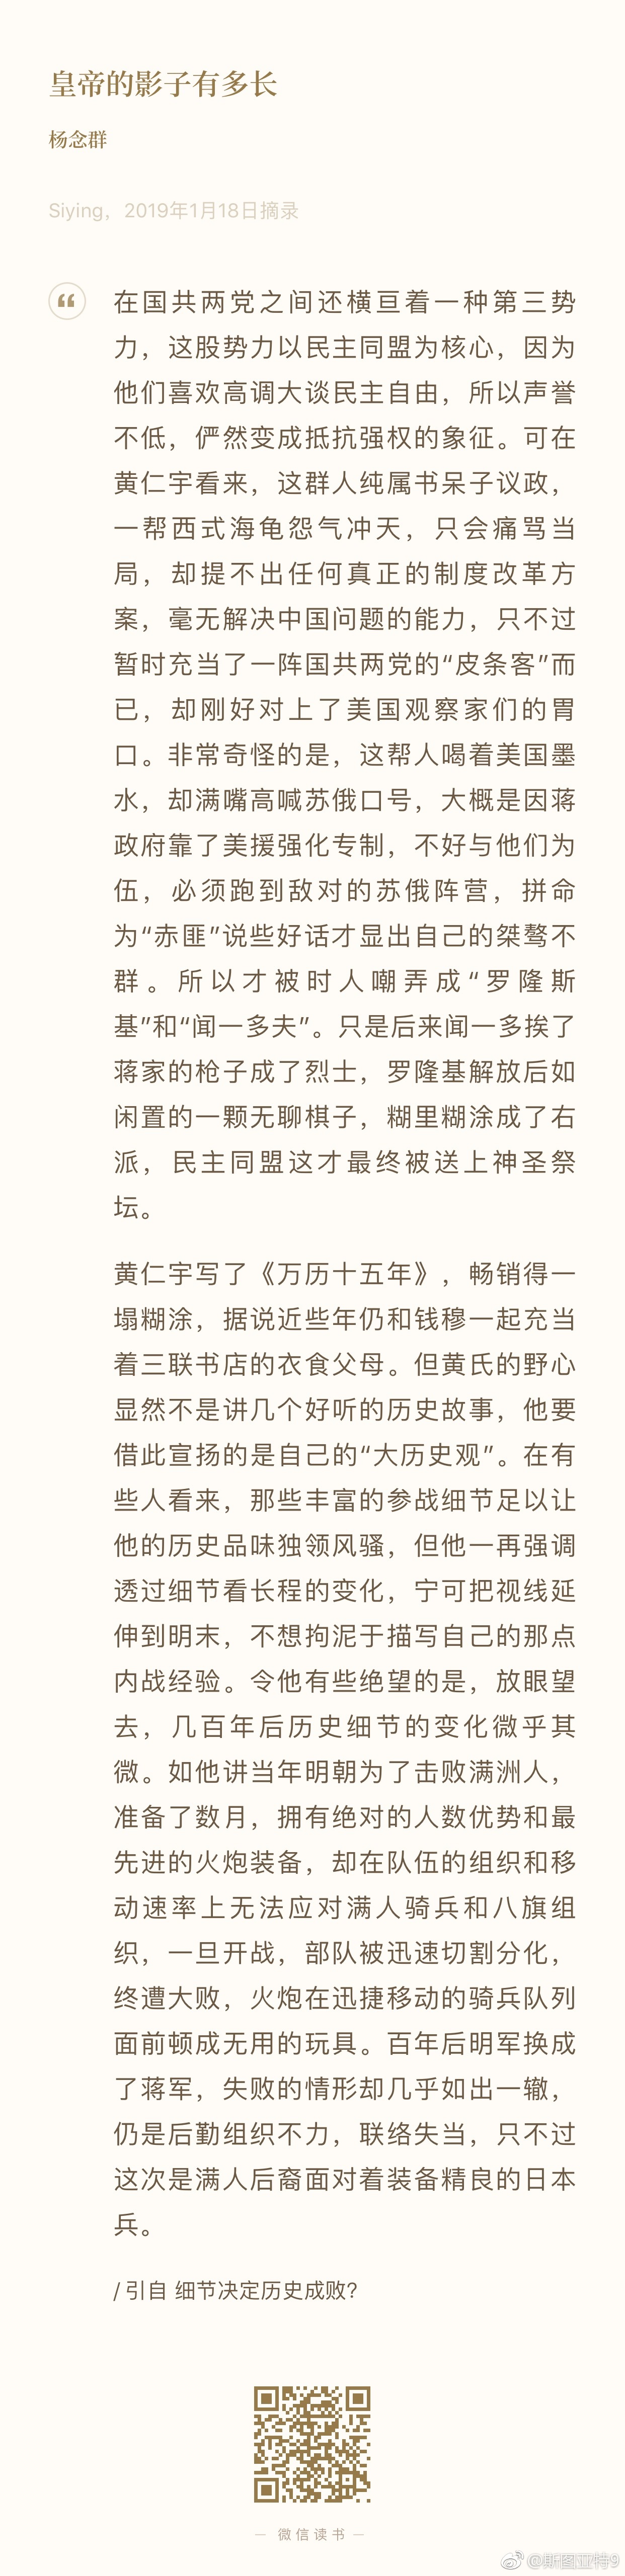 皇帝的影子有多长
杨念群
Siying，2019年1月18日摘录
在国共两党之间还横亘着一种第三势
力，这股势力以民主同盟为核心，因为
他们喜欢高调大谈民主自由，所以声誉
不低，俨然变成抵抗强权的象征。可在
黄仁宇看来，这群人纯属书呆子议政，
一帮西式海龟怨气冲天，只会痛骂当
局，却提不出任何真正的制度改革方
案，毫无解决中国问题的能力，只不过
暂时充当了一阵国共两党的“皮条客”而
已，却刚好对上了美国观察家们的胃
口。非常奇怪的是，这帮人喝着美国墨
水，却满嘴高喊苏俄口号，大概是因蒋
政府靠了美援强化专制，不好与他们为
伍，必须跑到敌对的苏俄阵营，拼命
为“赤匪”说些好话才显出自己的桀骜不
群。所以才被时人嘲弄成“罗隆斯
基”和“闻一多夫”。只是后来闻一多挨了
蒋家的枪子成了烈士，罗隆基解放后如
闲置的一颗无聊棋子，糊里糊涂成了右
派，民主同盟这才最终被送上神圣祭
坛。
黄仁宇写了《万历十五年》，畅销得一
塌糊涂，据说近些年仍和钱穆一起充当
着三联书店的衣食父母。但黄氏的野心
显然不是讲几个好听的历史故事，他要
借此宣扬的是自己的“大历史观”。在有
些人看来，那些丰富的参战细节足以让
他的历史品味独领风骚，但他一再强调
透过细节看长程的变化，宁可把视线延
伸到明末，不想拘泥于描写自己的那点
内战经验。令他有些绝望的是，放眼望
去，几百年后历史细节的变化微乎其
微。如他讲当年明朝为了击败满洲人，
准备了数月，拥有绝对的人数优势和最
先进的火炮装备，却在队伍的组织和移
动速率上无法应对满人骑兵和八旗组
织，一旦开战，部队被迅速切割分化，
终遭大败，火炮在迅捷移动的骑兵队列
面前顿成无用的玩具。百年后明军换成
了蒋军，失败的情形却几乎如出一辙，
仍是后勤组织不力，联络失当，只不过
这次是满人后裔面对着装备精良的日本
兵。
/ 引自 细节决定历史成败？
— 微信读书 —
@斯图亚特9